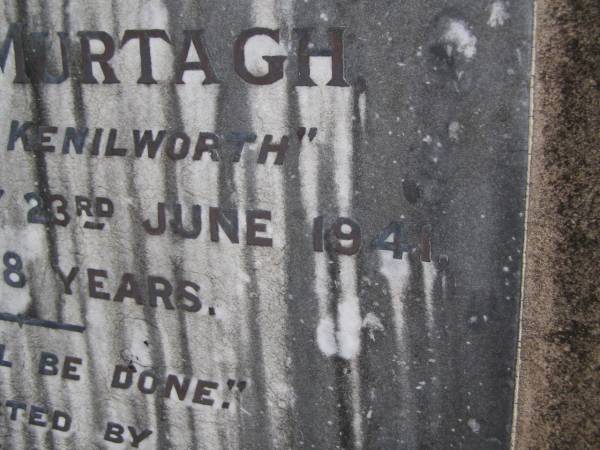 MURTAGH,
KENILWORTH"
23RD JUNE 1941.
8 YEARS.
BE DONE."
BY